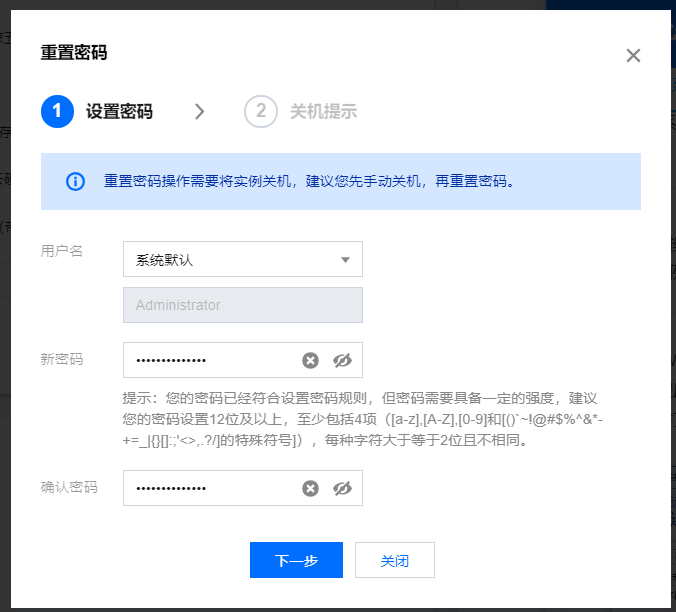 重置密码
1 设置密码 2 关机提示
重置密码操作需要将实例关机，建议您先手动关机，再重置密码。
用户名 系统默认
Administrator
新密码 ••••••••••••••
提示：您的密码已经符合设置密码规则，但密码需要具备一定的强度，建议
您的密码设置12位及以上，至少包括4项（[a-z],[A-Z],[0-9]和[()`~!@#$%^&*-
+=_|{}[]:;'<>,.?/]的特殊符号]），每种字符大于等于2位且不相同。
确认密码 ••••••••••••••
下一步 关闭